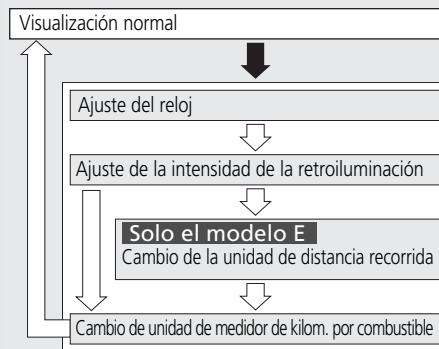 Visualización normal
Ajuste del reloj
Ajuste de la intensidad de la retroiluminación
Solo el modelo E
Cambio de la unidad de distancia recorrida
Cambio de unidad de medidor de kilom. por combustible